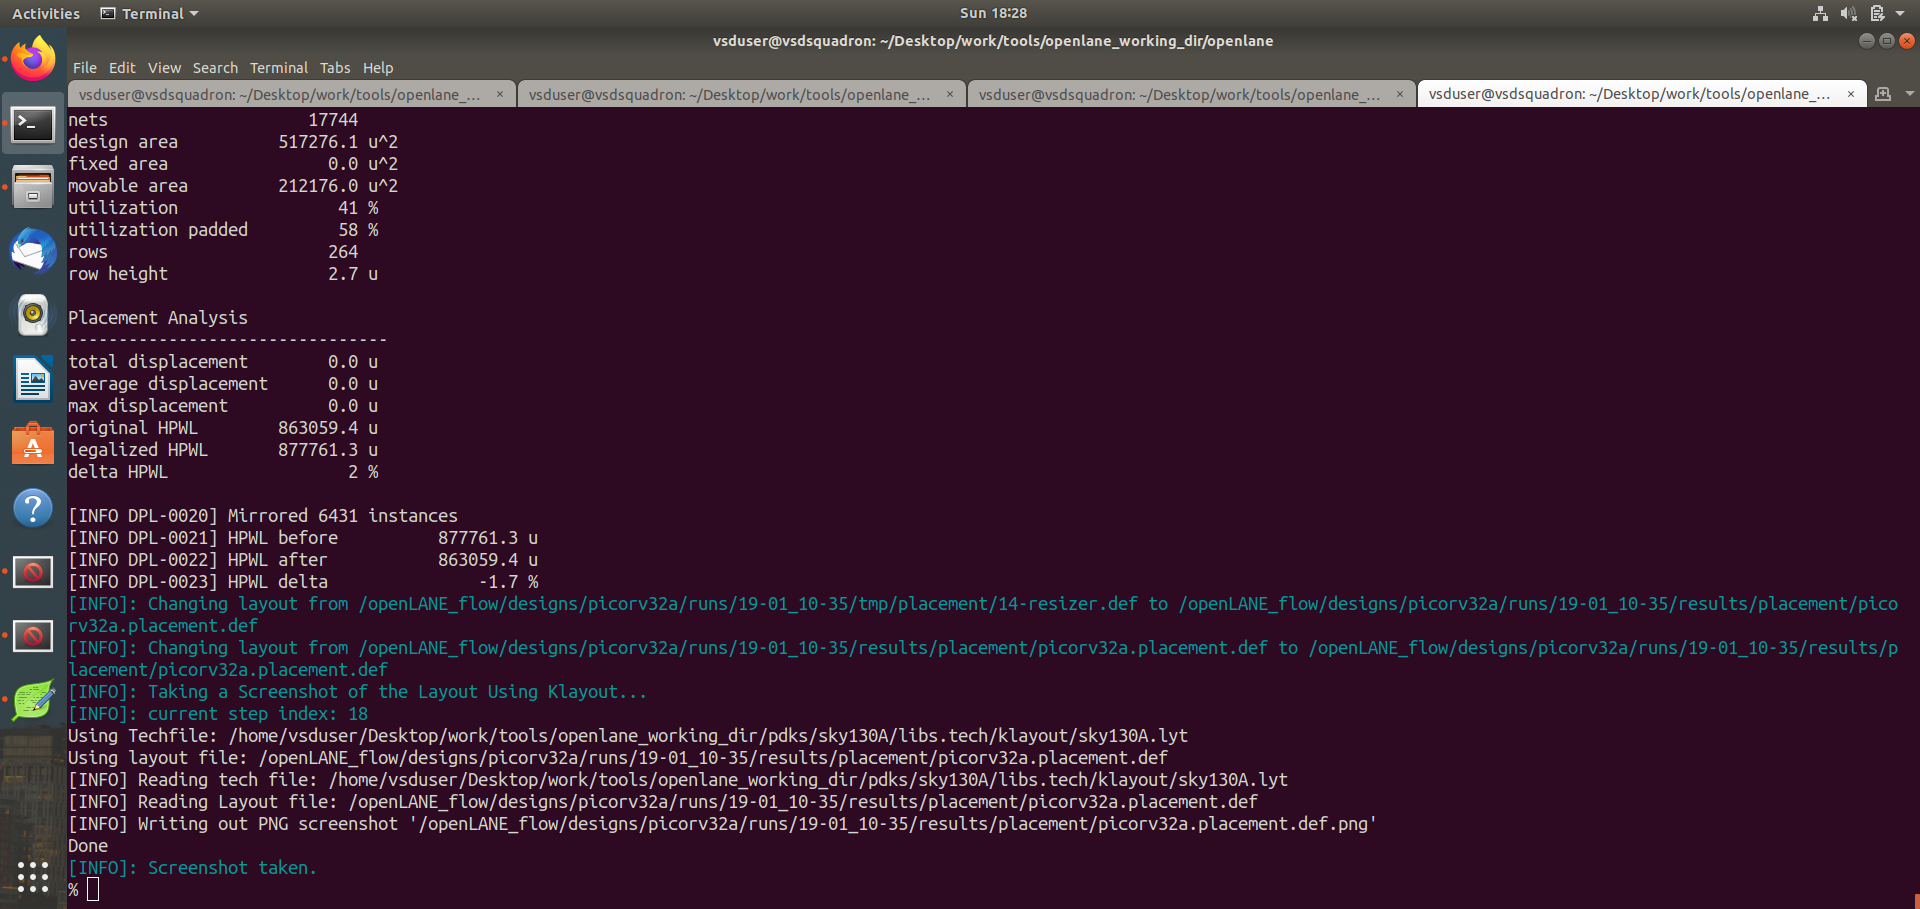 Activities Terminal Sun 18:28
vsduser@vsdsquadron: ~/Desktop/work/tools/openlane_working_dir/openlane
File Edit View Search Terminal Tabs Help
vsduser@vsdsquadron: ~/Desktop/work/tools/openlane_... × vsduser@vsdsquadron: ~/Desktop/work/tools/openlane_... × vsduser@vsdsquadron: ~/Desktop/work/tools/openlane_... × vsduser@vsdsquadron: ~/Desktop/work/tools/openlane_... ×
nets 17744
design area 517276.1 u^2
fixed area 0.0 u^2
movable area 212176.0 u^2
utilization 41 %
utilization padded 58 %
rows 264
row height 2.7 u
Placement Analysis
--------------------------------
total displacement 0.0 u
average displacement 0.0 u
max displacement 0.0 u
original HPWL 863059.4 u
legalized HPWL 877761.3 u
delta HPWL 2 %
[INFO DPL-0020] Mirrored 6431 instances
[INFO DPL-0021] HPWL before 877761.3 u
[INFO DPL-0022] HPWL after 863059.4 u
[INFO DPL-0023] HPWL delta -1.7 %
[INFO]: Changing layout from /openLANE_flow/designs/picorv32a/runs/19-01_10-35/tmp/placement/14-resizer.def to /openLANE_flow/designs/picorv32a/runs/19-01_10-35/results/placement/pico
rv32a.placement.def
[INFO]: Changing layout from /openLANE_flow/designs/picorv32a/runs/19-01_10-35/results/placement/picorv32a.placement.def to /openLANE_flow/designs/picorv32a/runs/19-01_10-35/results/p
lacement/picorv32a.placement.def
[INFO]: Taking a Screenshot of the Layout Using Klayout...
[INFO]: current step index: 18
Using Techfile: /home/vsduser/Desktop/work/tools/openlane_working_dir/pdks/sky130A/libs.tech/klayout/sky130A.lyt
Using layout file: /openLANE_flow/designs/picorv32a/runs/19-01_10-35/results/placement/picorv32a.placement.def
[INFO] Reading tech file: /home/vsduser/Desktop/work/tools/openlane_working_dir/pdks/sky130A/libs.tech/klayout/sky130A.lyt
[INFO] Reading Layout file: /openLANE_flow/designs/picorv32a/runs/19-01_10-35/results/placement/picorv32a.placement.def
[INFO] Writing out PNG screenshot '/openLANE_flow/designs/picorv32a/runs/19-01_10-35/results/placement/picorv32a.placement.def.png'
Done
[INFO]: Screenshot taken.
%